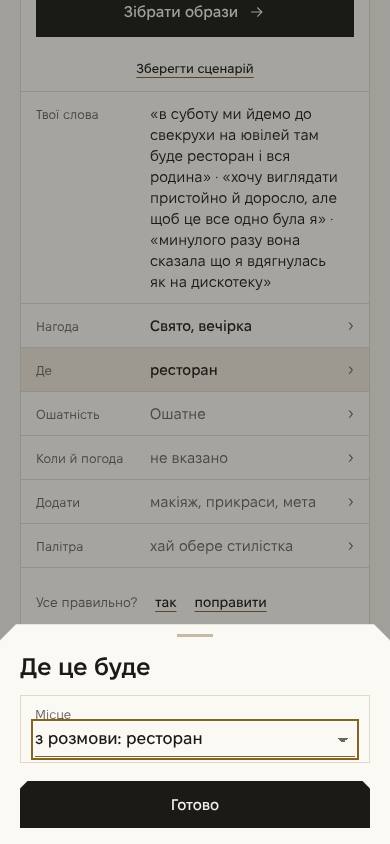 Зібрати образи →
Зберегти сценарій
Твої слова
«в суботу ми йдемо до
свекрухи на ювілей там
буде ресторан і вся
родина» · «хочу виглядати
пристойно й доросло, але
щоб це все одно була я» ·
«минулого разу вона
сказала що я вдягнулась
як на дискотеку»
Нагода Свято, вечірка
Де ресторан
Ошатність Ошатне
Коли й погода не вказано
Додати макіяж, прикраси, мета
Палітра хай обере стилістка
Усе правильно? так поправити
Де це буде
Місце
з розмови: ресторан
Готово